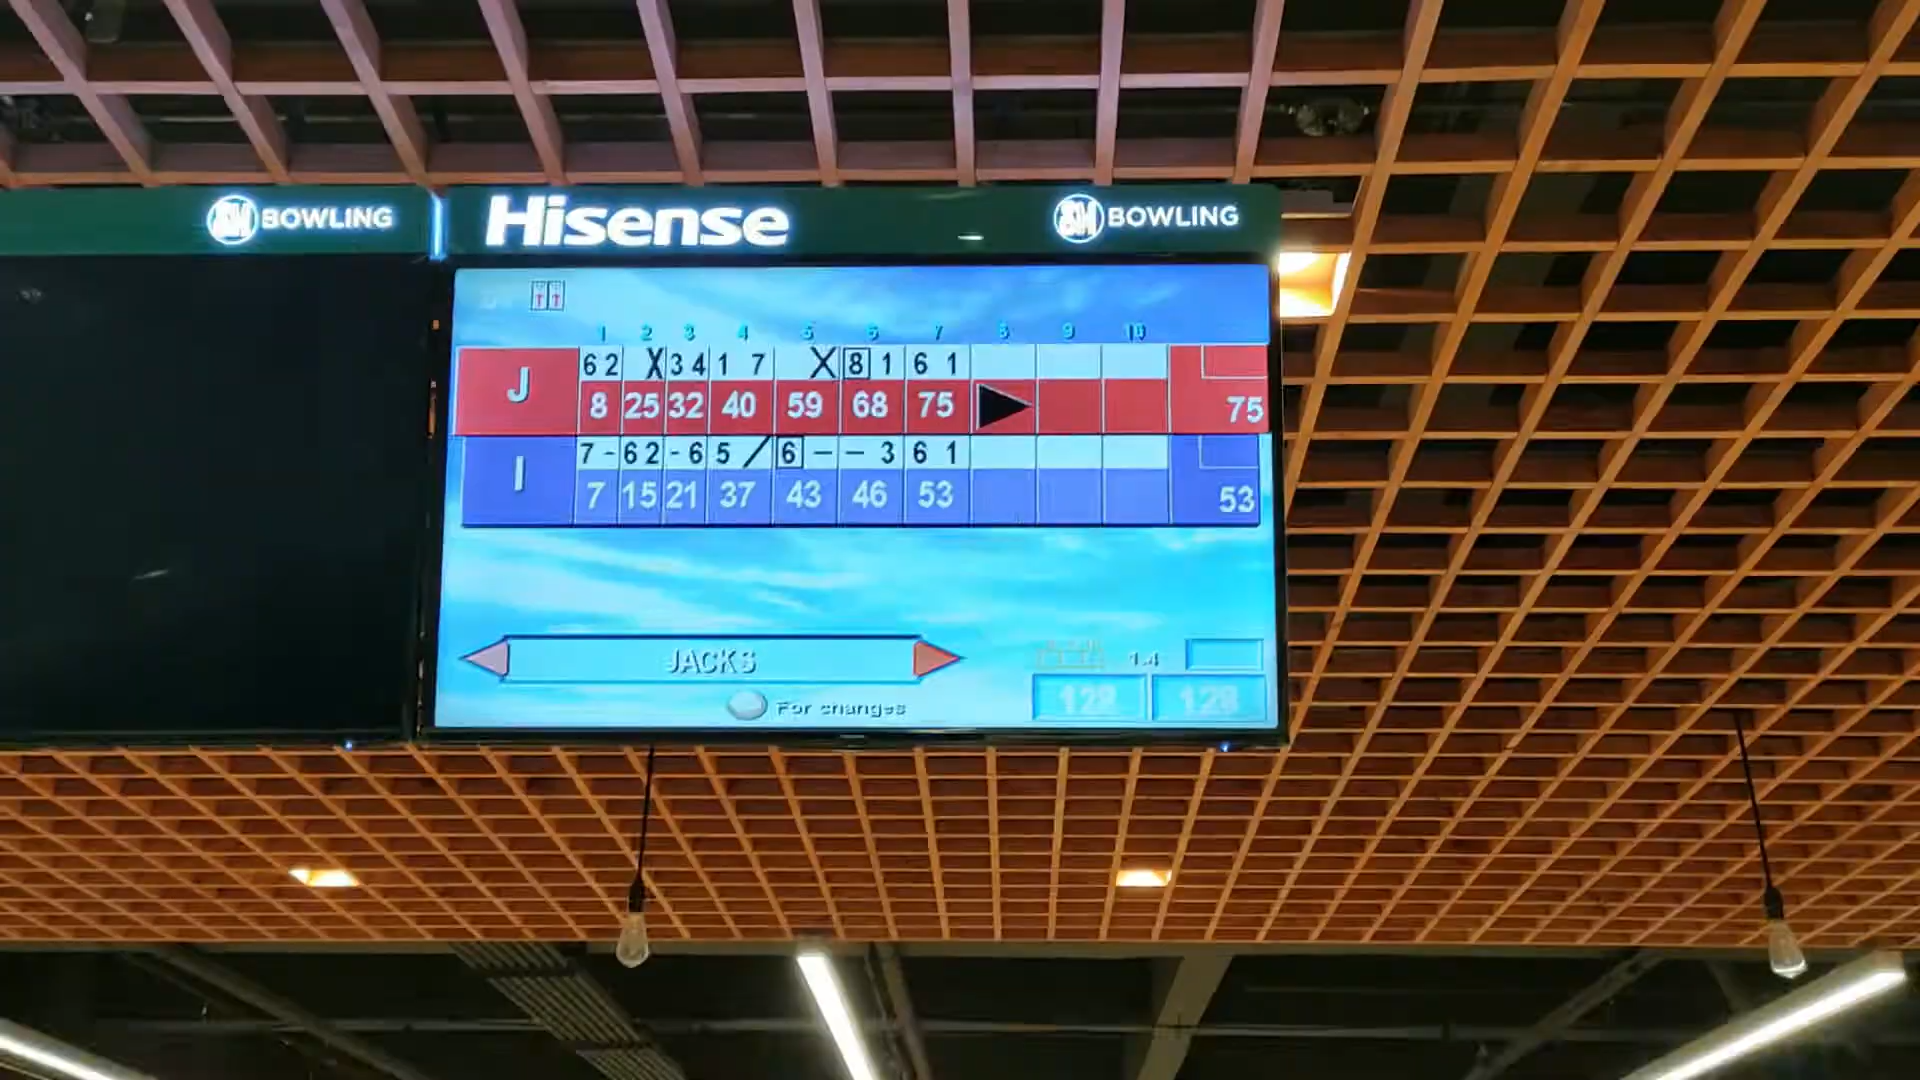 SM BOWLING
Hisense
SM BOWLING
T T
1 2 3 4 5 6 7 8 9 10
J
6 2 X 3 4 1 7 X 8 1 6 1
8 25 32 40 59 68 75
75
I
7 - 6 2 - 6 5 / 6 - - 3 6 1
7 15 21 37 43 46 53
53
JACKS
For changes
128 128